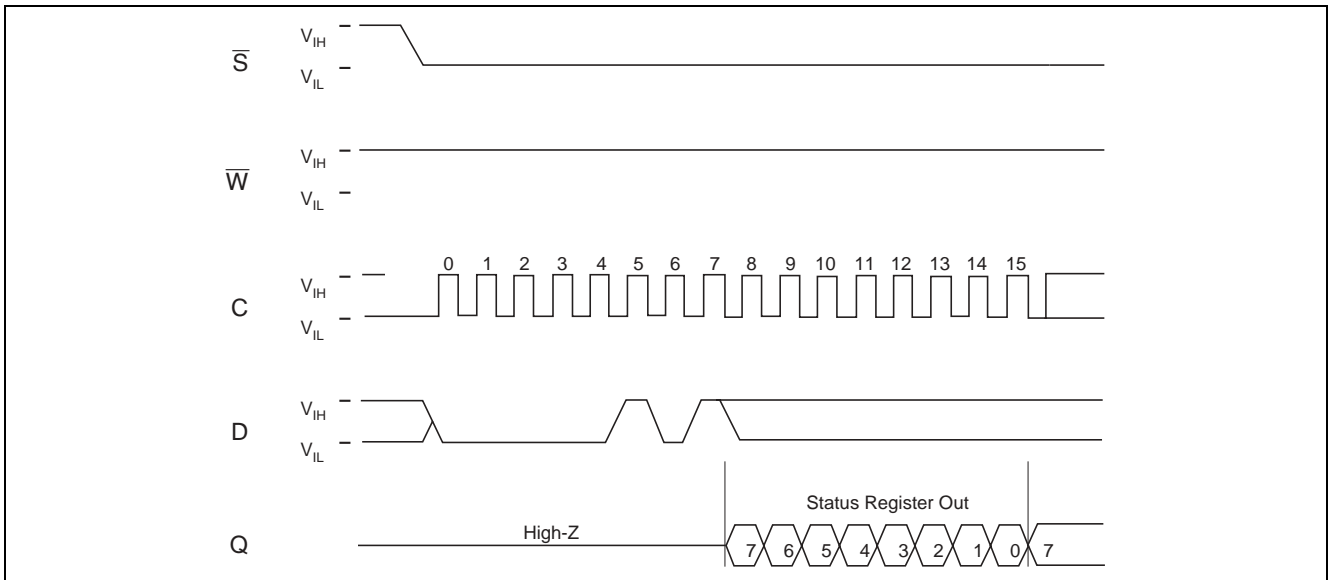 S̅
V_IH
V_IL
W̅
V_IH
V_IL
C
V_IH
V_IL
0 1 2 3 4 5 6 7 8 9 10 11 12 13 14 15
D
V_IH
V_IL
Q
High-Z
Status Register Out
7 6 5 4 3 2 1 0 7